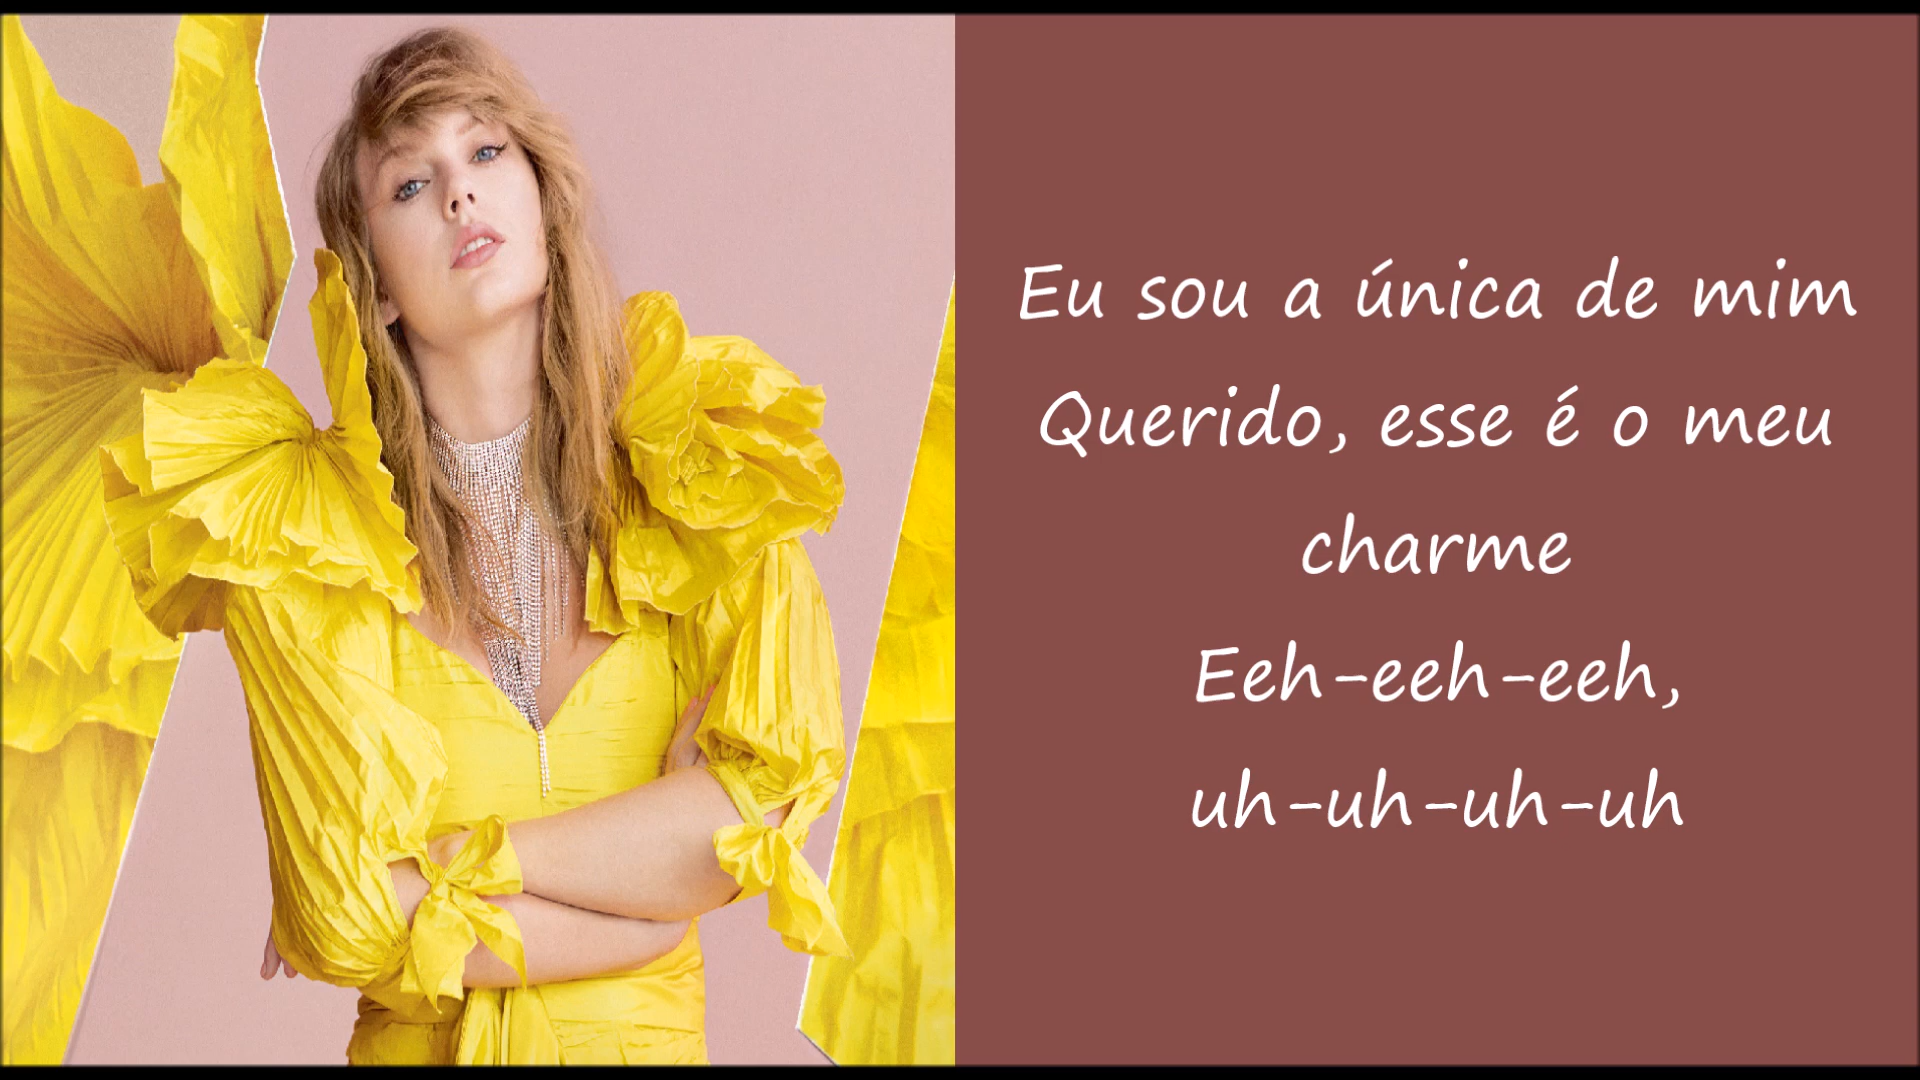 Eu sou a única de mim
Querido, esse é o meu
charme
Eeh-eeh-eeh,
uh-uh-uh-uh